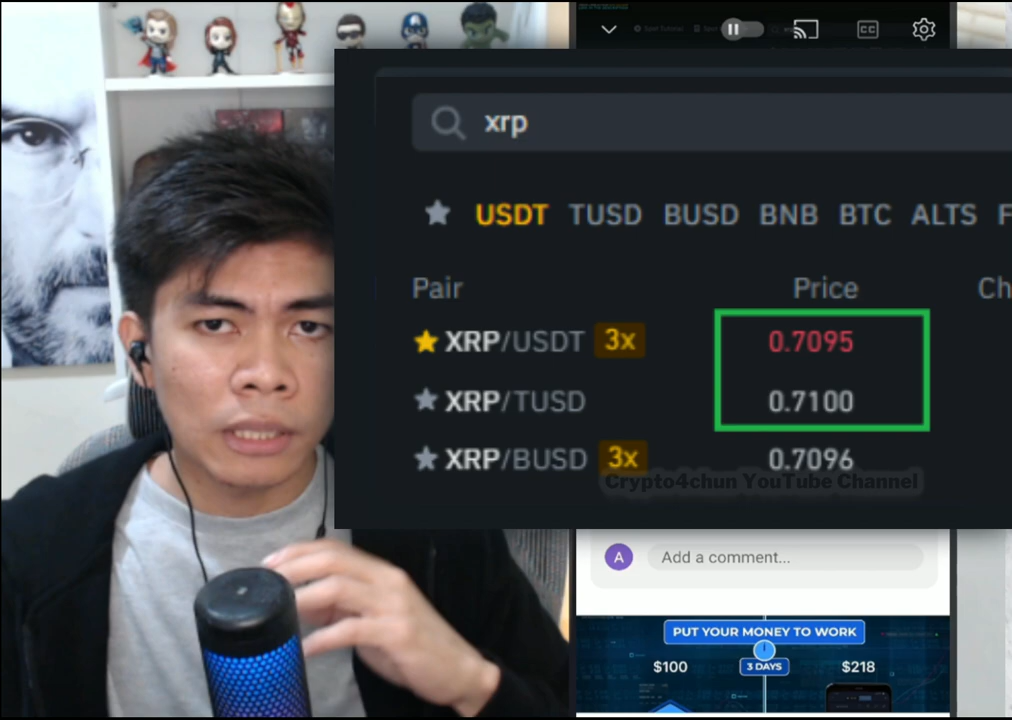 xrp
USDT TUSD BUSD BNB BTC ALTS F
Pair Price Ch
XRP/USDT 3x 0.7095
XRP/TUSD 0.7100
XRP/BUSD 3x 0.7096
Crypto4chun YouTube Channel
A Add a comment...
PUT YOUR MONEY TO WORK
$100 3 DAYS $218